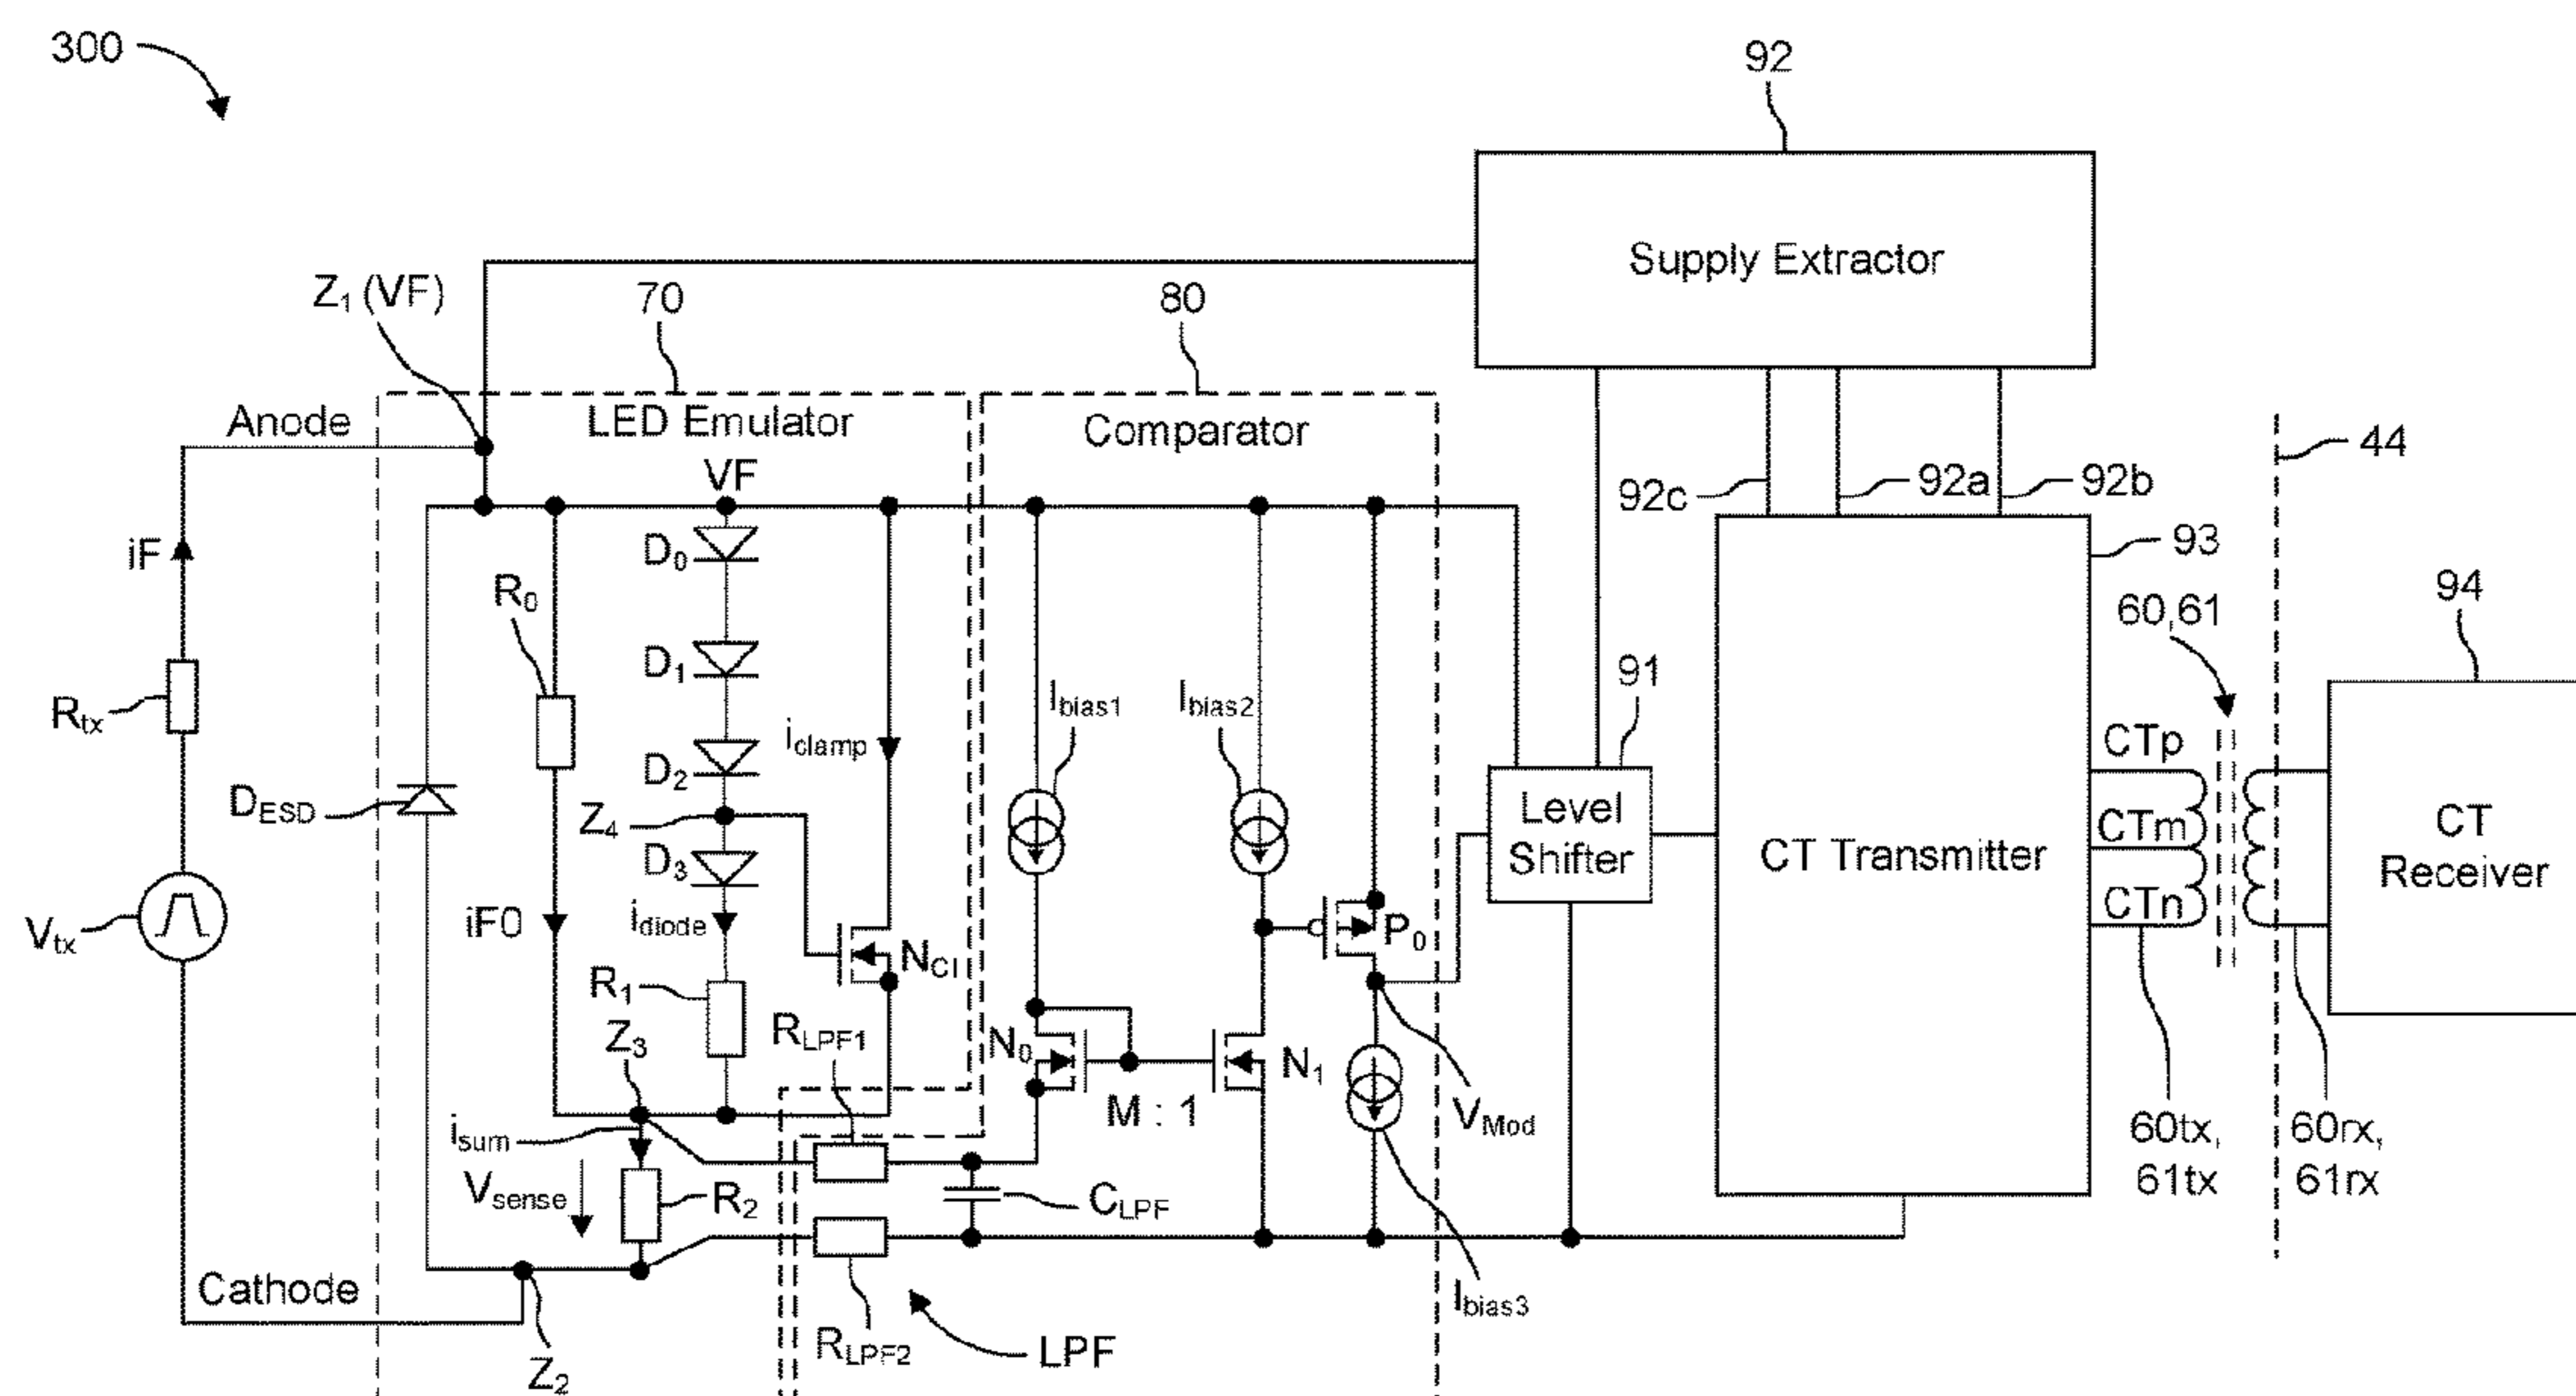 300
92
Supply Extractor
Z₁ (VF)
70
80
Anode
LED Emulator
Comparator
44
VF
92c
92a
92b
iF
D₀
93
R₀
60,61
94
D₁
Rtx
Ibias1
Ibias2
91
iclamp
CTp
D₂
DESD
Z₄
Level
Shifter
CT Transmitter
CTm
CT
Receiver
D₃
CTn
iF0
idiode
P₀
Vtx
NCl
R₁
Z₃
RLPF1
N₀
N₁
M : 1
VMod
isum
60tx,
61tx
60rx,
61rx
Vsense
R₂
CLPF
Cathode
Ibias3
RLPF2
LPF
Z₂